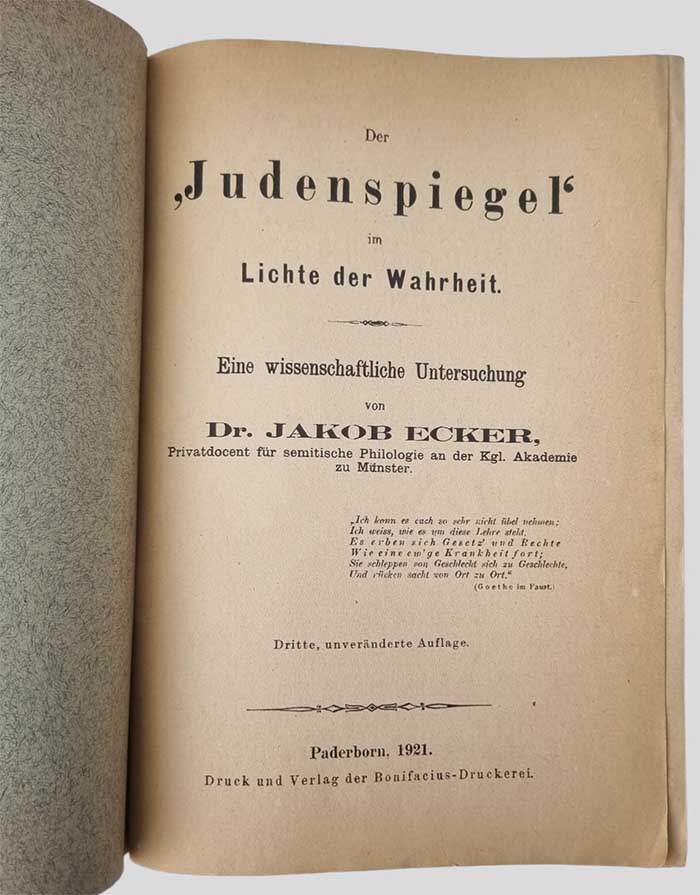 Der
‚Judenspiegel‘
im
Lichte der Wahrheit.
Eine wissenschaftliche Untersuchung
von
Dr. JAKOB ECKER,
Privatdocent für semitische Philologie an der Kgl. Akademie
zu Münster.
„Ich kann es euch so sehr nicht übel nehmen;
Ich weiss, wie es um diese Lehre steht.
Es erben sich Gesetz' und Rechte
Wie eine ew'ge Krankheit fort;
Sie schleppen von Geschlecht sich zu Geschlechte,
Und rücken sacht von Ort zu Ort.“
(Goethe im Faust.)
Dritte, unveränderte Auflage.
Paderborn, 1921.
Druck und Verlag der Bonifacius-Druckerei.